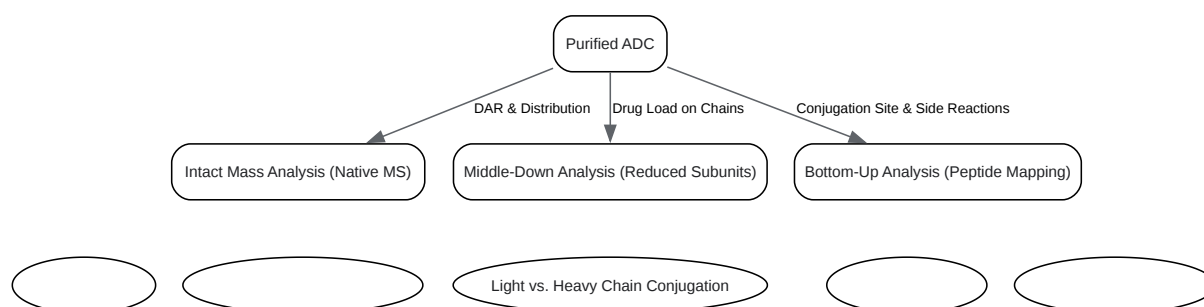 Purified ADC
DAR & Distribution
Drug Load on Chains
Conjugation Site & Side Reactions
Intact Mass Analysis (Native MS)
Middle-Down Analysis (Reduced Subunits)
Bottom-Up Analysis (Peptide Mapping)
Light vs. Heavy Chain Conjugation